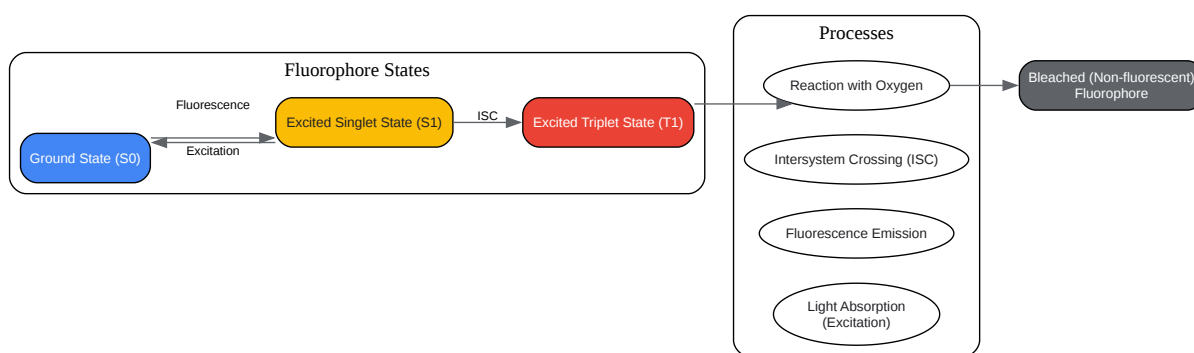 Fluorophore States
Fluorescence
Excitation
Ground State (S0)
Excited Singlet State (S1)
ISC
Excited Triplet State (T1)
Processes
Reaction with Oxygen
Intersystem Crossing (ISC)
Fluorescence Emission
Light Absorption
(Excitation)
Bleached (Non-fluorescent)
Fluorophore